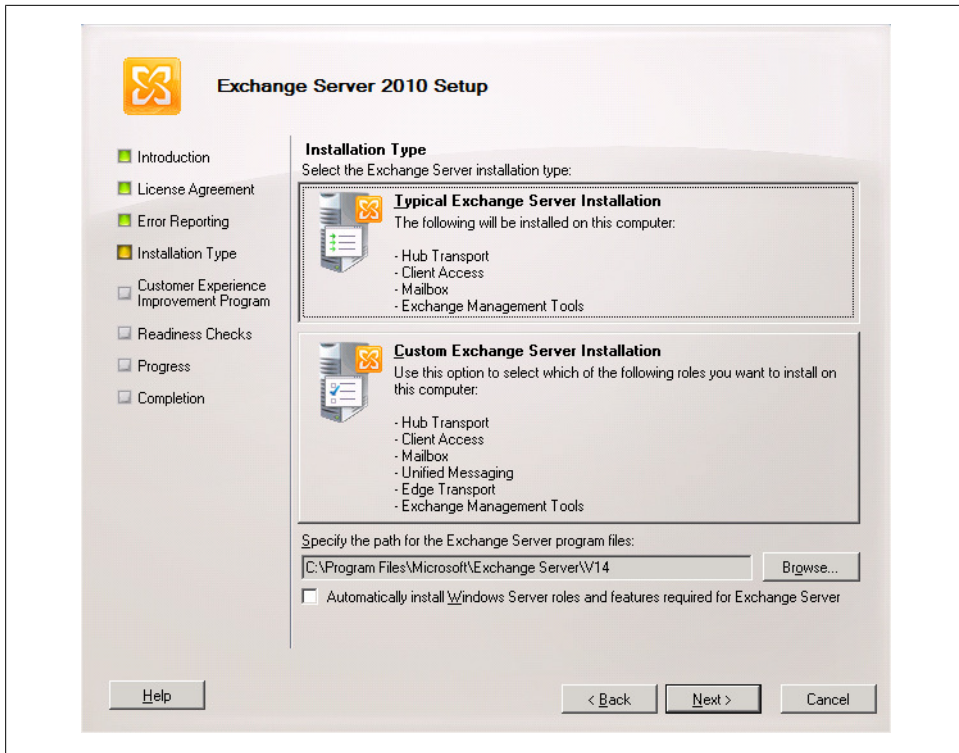 Exchange Server 2010 Setup
Introduction
License Agreement
Error Reporting
Installation Type
Customer Experience
Improvement Program
Readiness Checks
Progress
Completion
Installation Type
Select the Exchange Server installation type:
Typical Exchange Server Installation
The following will be installed on this computer:
- Hub Transport
- Client Access
- Mailbox
- Exchange Management Tools
Custom Exchange Server Installation
Use this option to select which of the following roles you want to install on
this computer:
- Hub Transport
- Client Access
- Mailbox
- Unified Messaging
- Edge Transport
- Exchange Management Tools
Specify the path for the Exchange Server program files:
C:\Program Files\Microsoft\Exchange Server\V14
Browse...
Automatically install Windows Server roles and features required for Exchange Server
Help
< Back
Next >
Cancel